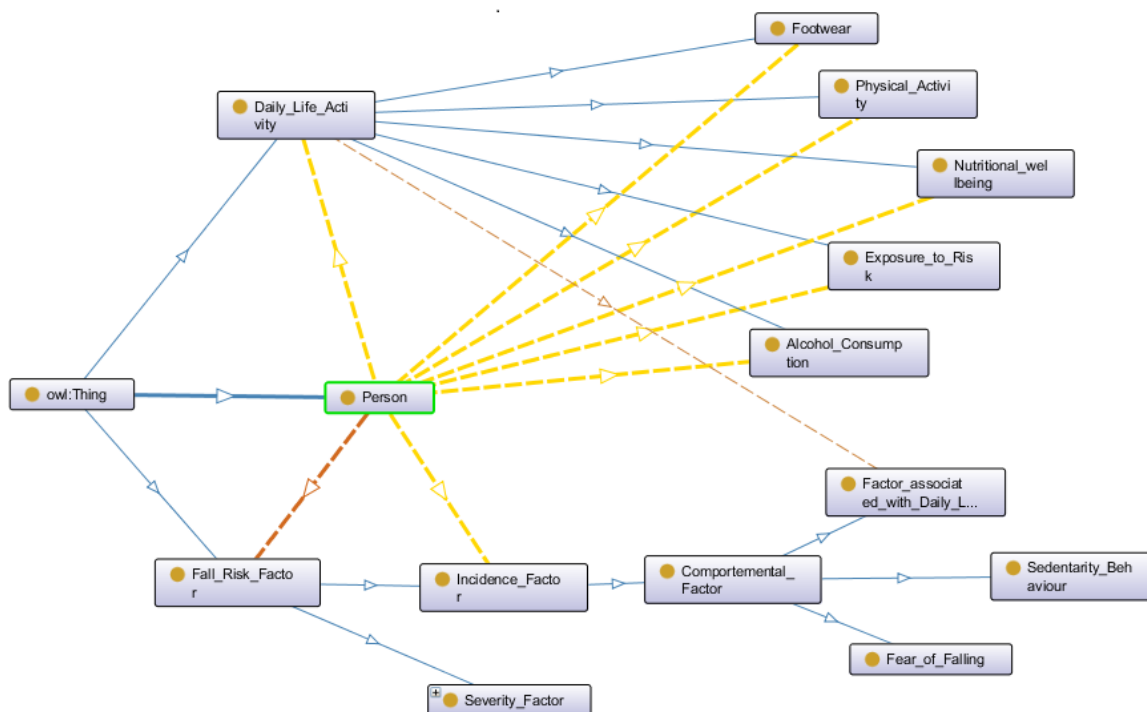 Footwear
Physical_Activi
ty
Daily_Life_Acti
vity
Nutritional_wel
lbeing
Exposure_to_Ris
k
Alcohol_Consump
tion
owl:Thing
Person
Factor_associat
ed_with_Daily_L...
Fall_Risk_Facto
r
Incidence_Facto
r
Comportemental_
Factor
Sedentarity_Beh
aviour
Fear_of_Falling
Severity_Factor